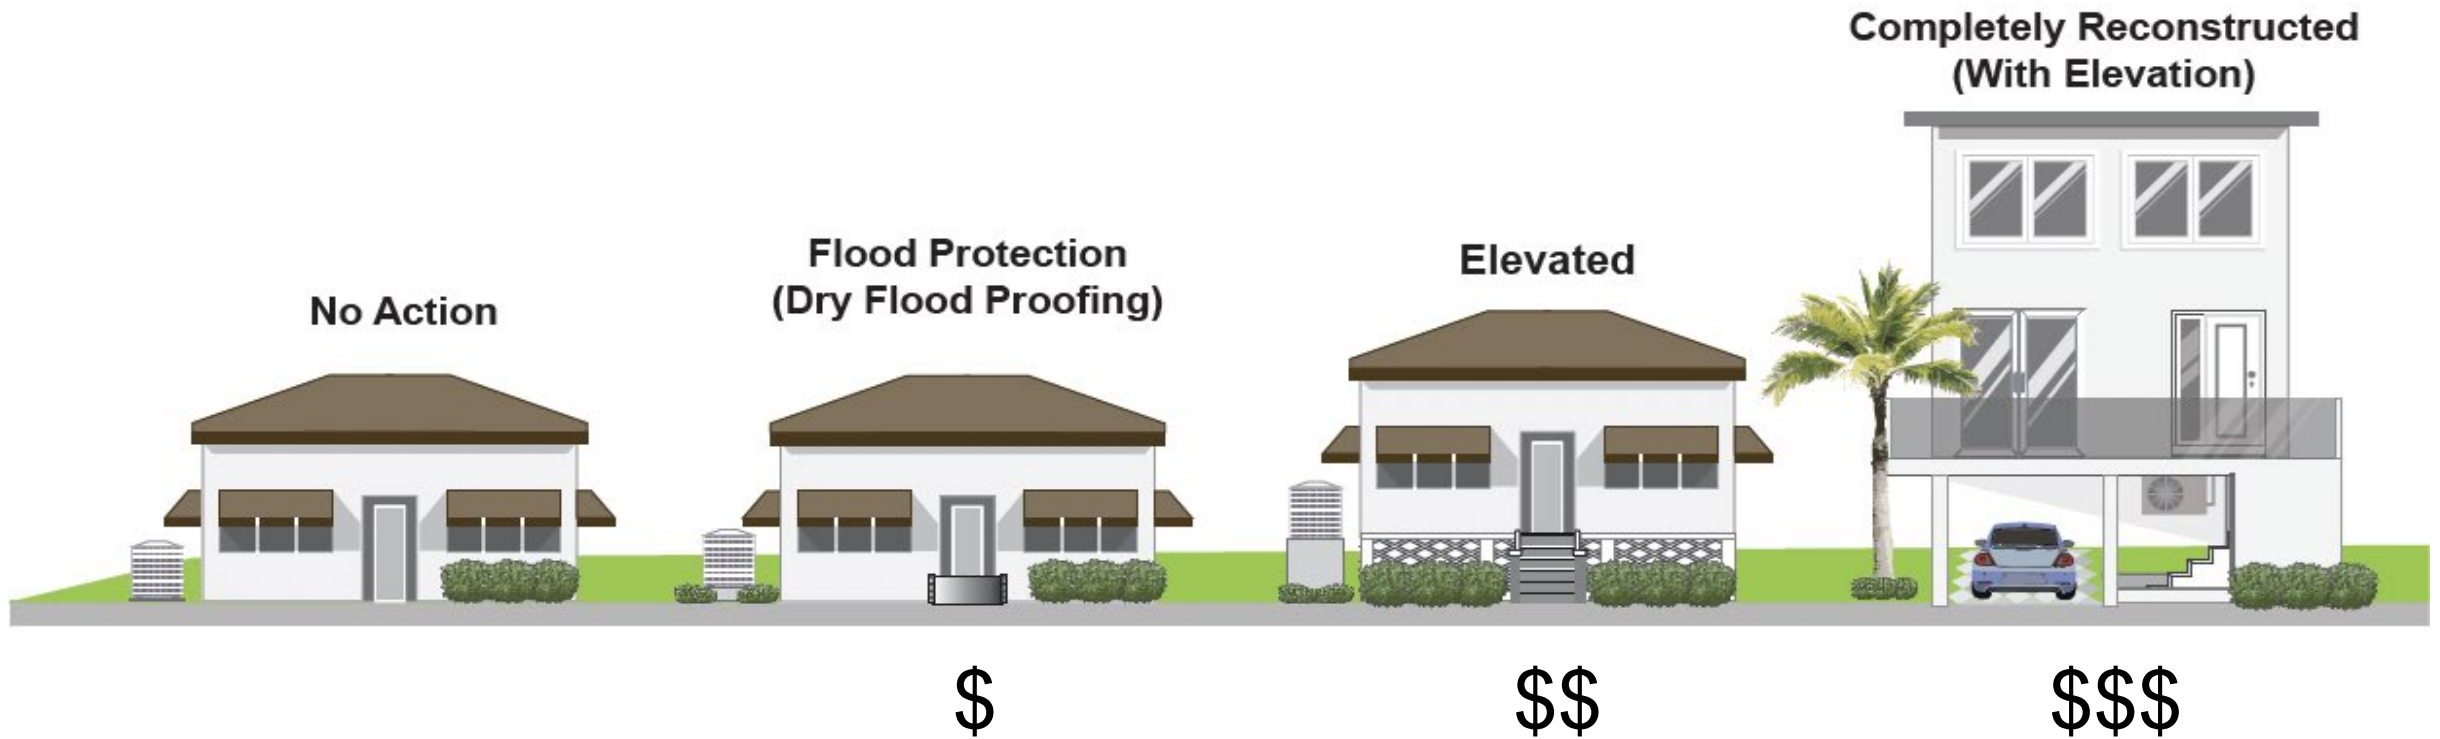 No Action
Flood Protection
(Dry Flood Proofing)
Elevated
Completely Reconstructed
(With Elevation)
$
$$
$$$